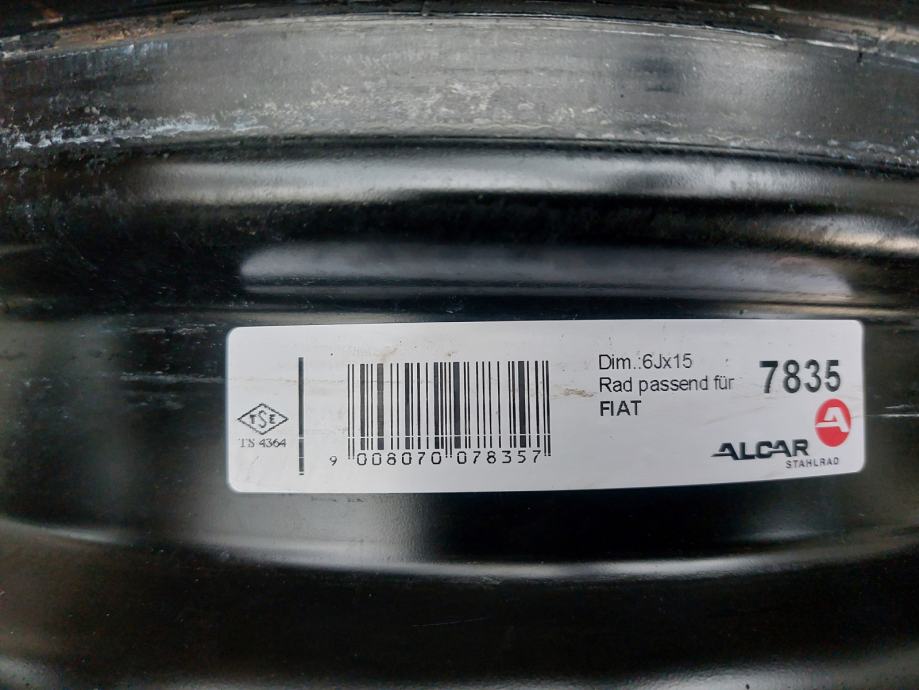 TSE
TS 4364
9 008070 078357
Dim.:6Jx15
Rad passend für
FIAT
7835
A
ALCAR
STAHLRAD